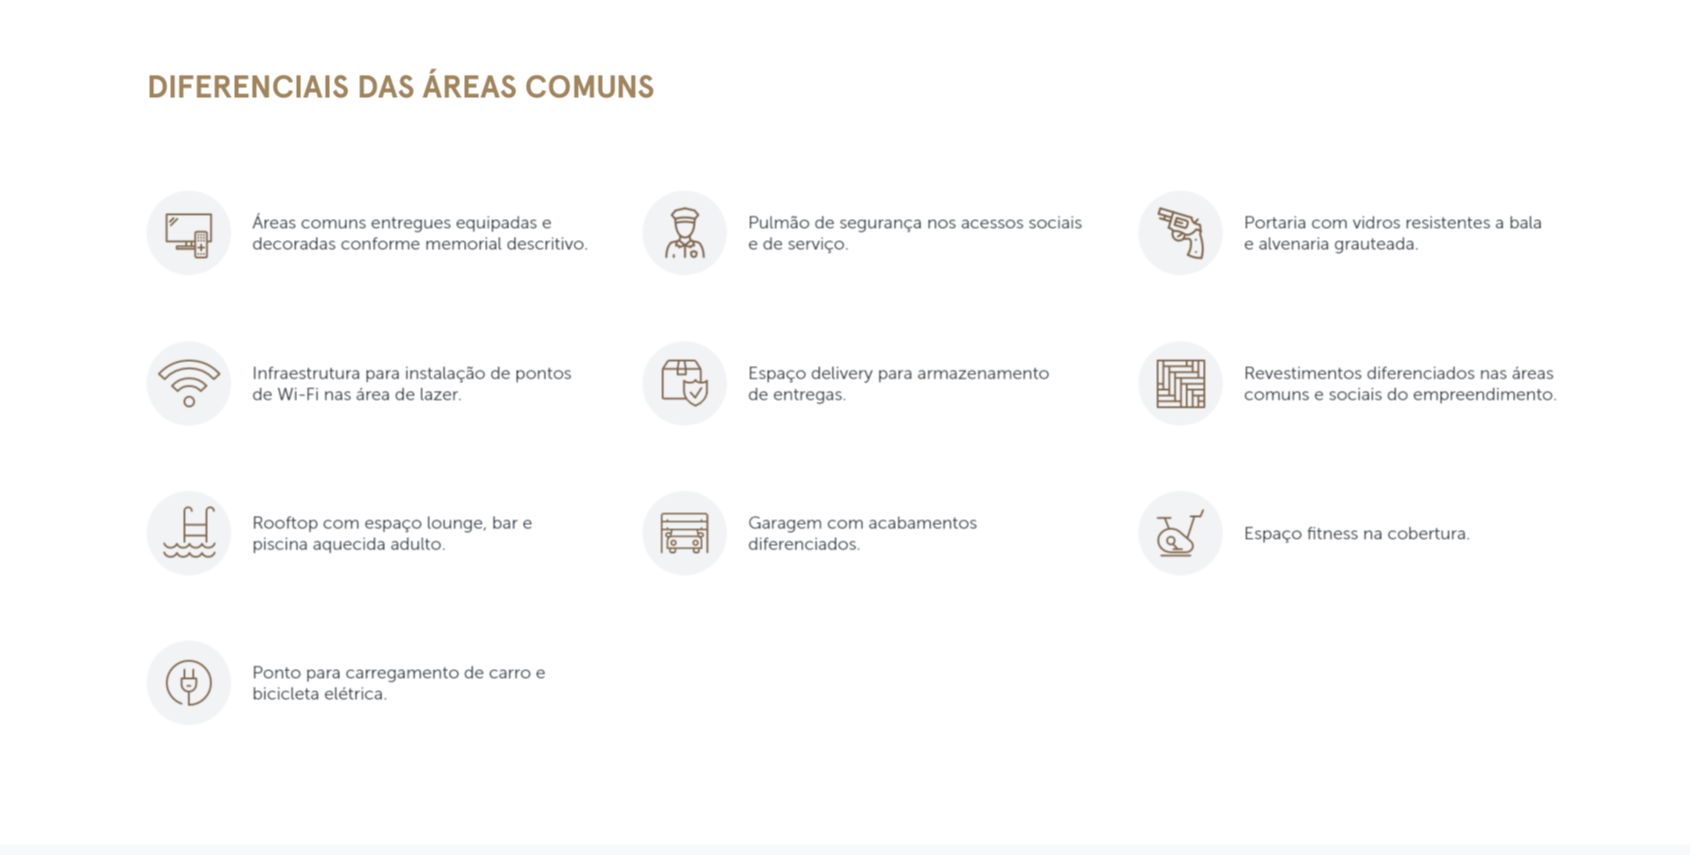 DIFERENCIAIS DAS ÁREAS COMUNS
Áreas comuns entregues equipadas e
decoradas conforme memorial descritivo.
Pulmão de segurança nos acessos sociais
e de serviço.
Portaria com vidros resistentes a bala
e alvenaria grauteada.
Infraestrutura para instalação de pontos
de Wi-Fi nas área de lazer.
Espaço delivery para armazenamento
de entregas.
Revestimentos diferenciados nas áreas
comuns e sociais do empreendimento.
Rooftop com espaço lounge, bar e
piscina aquecida adulto.
Garagem com acabamentos
diferenciados.
Espaço fitness na cobertura.
Ponto para carregamento de carro e
bicicleta elétrica.